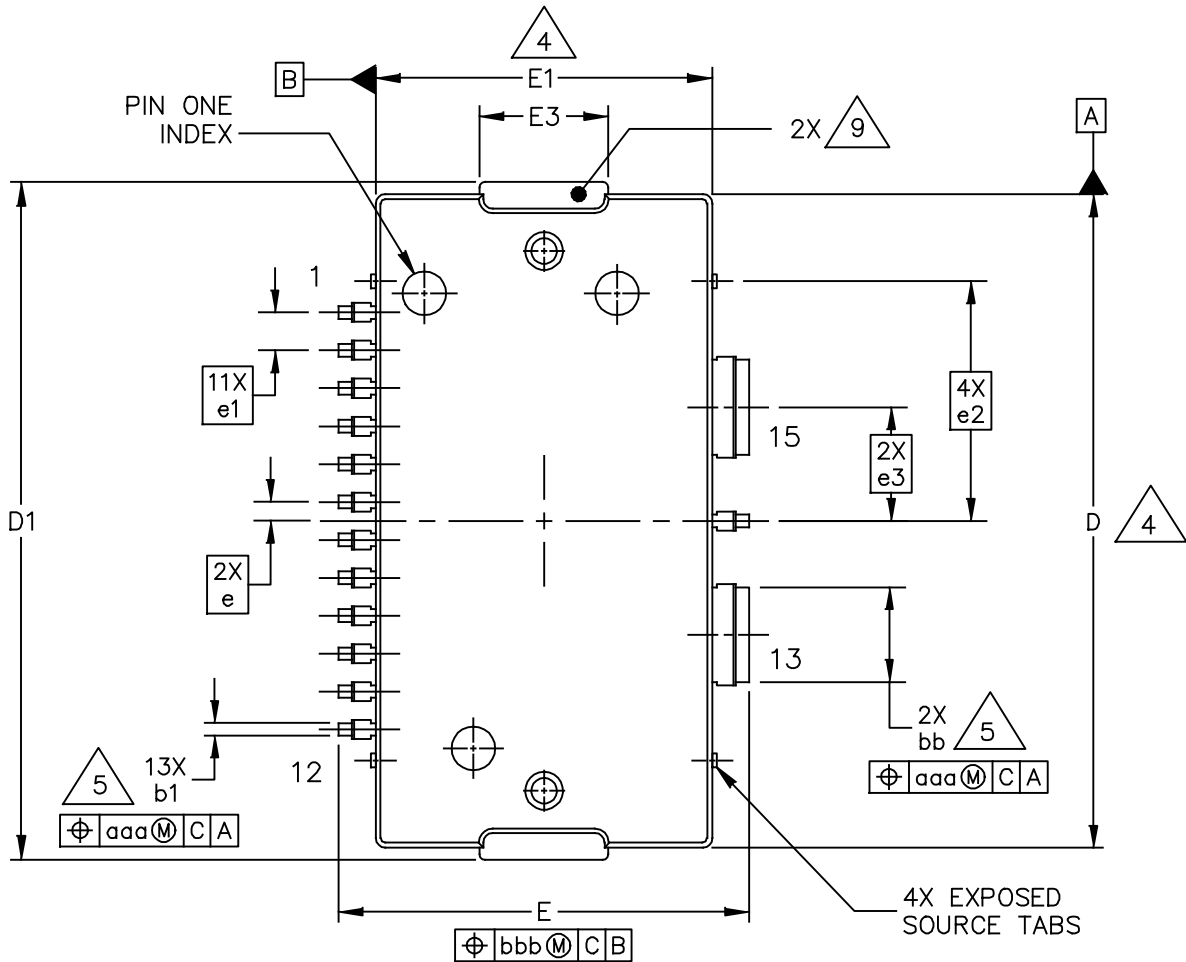 4
B
E1
PIN ONE
INDEX
E3
2X 9
A
1
11X
e1
4X
e2
15
2X
e3
D1
D 4
2X
e
13
2X
bb 5
aaa Ⓜ C A
5 13X
b1
12
aaa Ⓜ C A
4X EXPOSED
SOURCE TABS
E
bbb Ⓜ C B